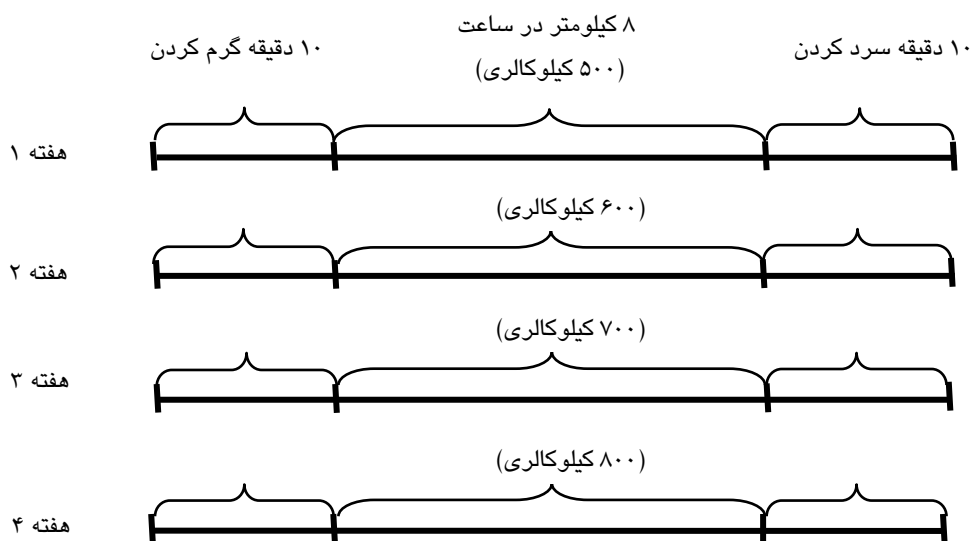 ۱۰ دقیقه گرم کردن
۸ کیلومتر در ساعت
(۵۰۰ کیلوکالری)
۱۰ دقیقه سرد کردن
هفته ۱
(۶۰۰ کیلوکالری)
هفته ۲
(۷۰۰ کیلوکالری)
هفته ۳
(۸۰۰ کیلوکالری)
هفته ۴